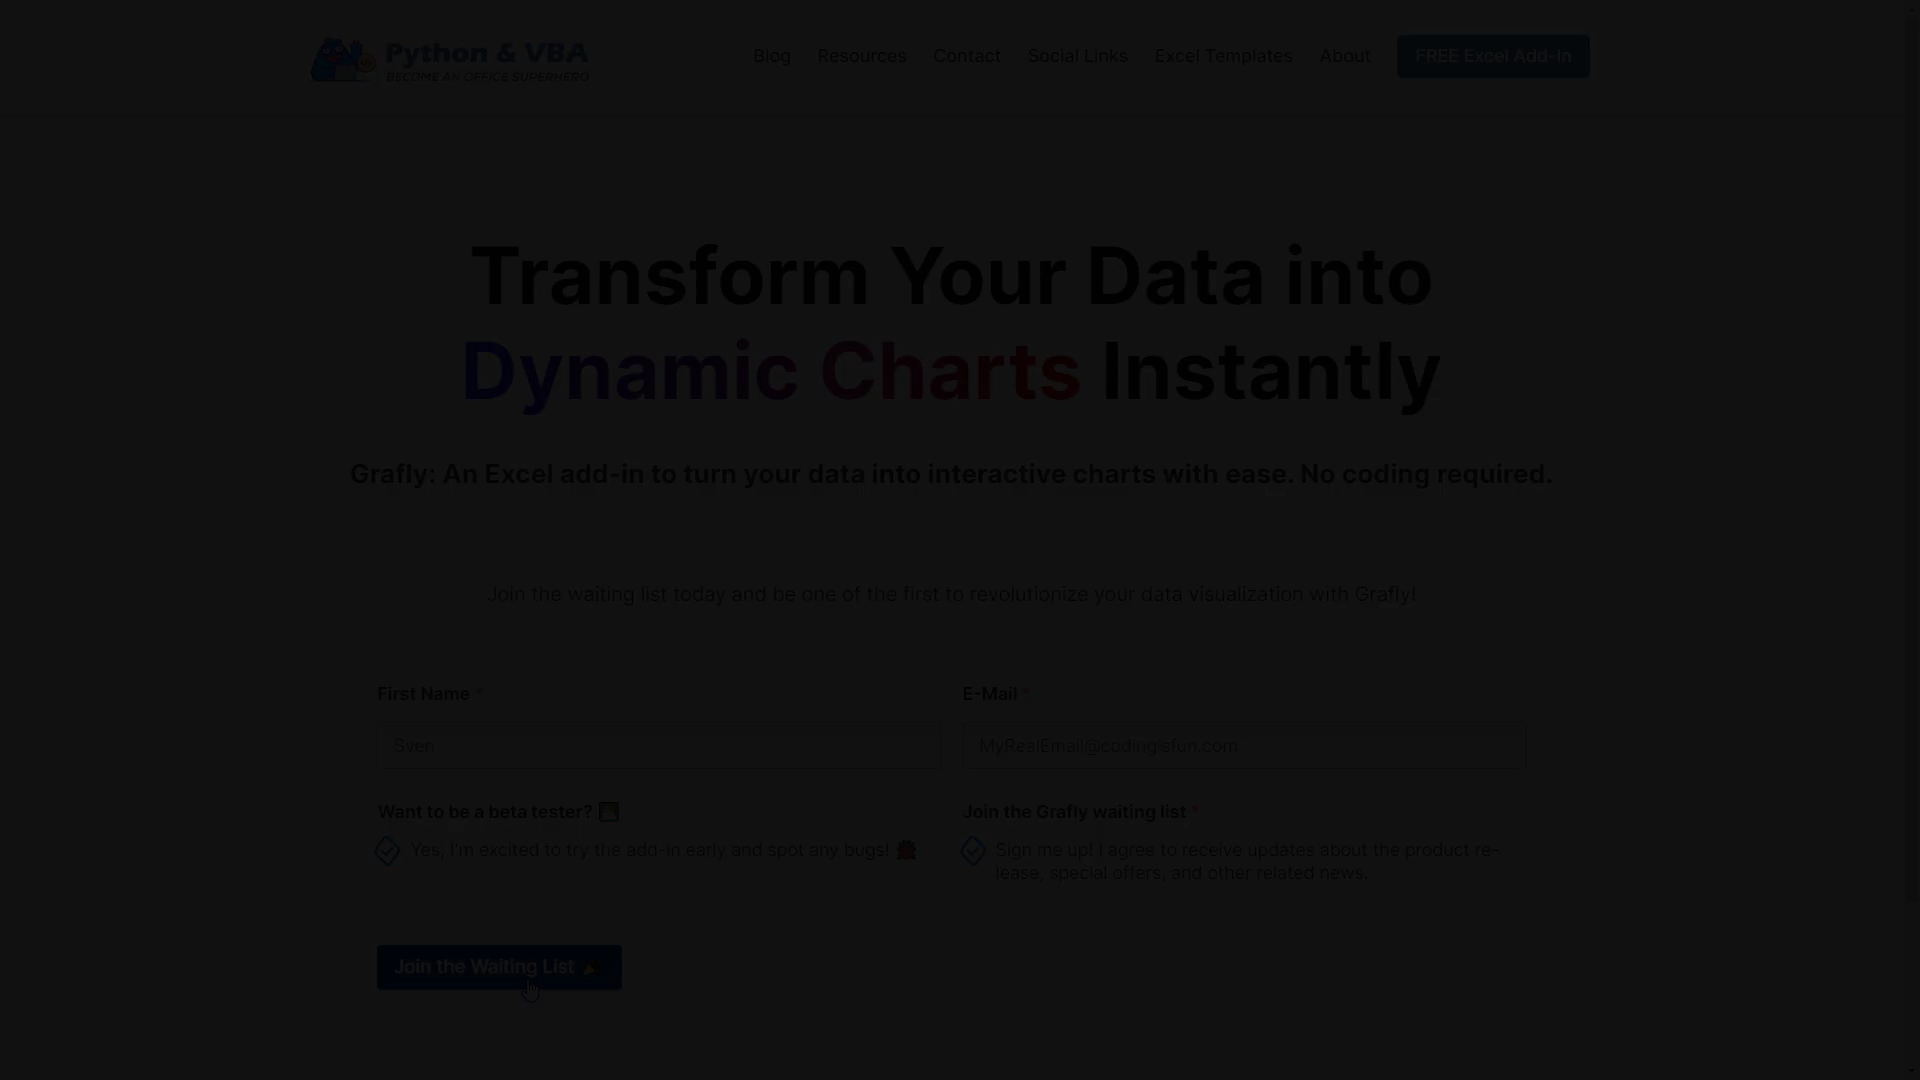 Python & VBA
BECOME AN OFFICE SUPERHERO
Blog Resources Contact Social Links Excel Templates About FREE Excel Add-In
Transform Your Data into
Dynamic Charts Instantly
Grafly: An Excel add-in to turn your data into interactive charts with ease. No coding required.
Join the waiting list today and be one of the first to revolutionize your data visualization with Grafly!
First Name *
E-Mail *
Sven
MyRealEmail@codingisfun.com
Want to be a beta tester?
Join the Grafly waiting list *
Yes, I'm excited to try the add-in early and spot any bugs!
Sign me up! I agree to receive updates about the product re-
lease, special offers, and other related news.
Join the Waiting List